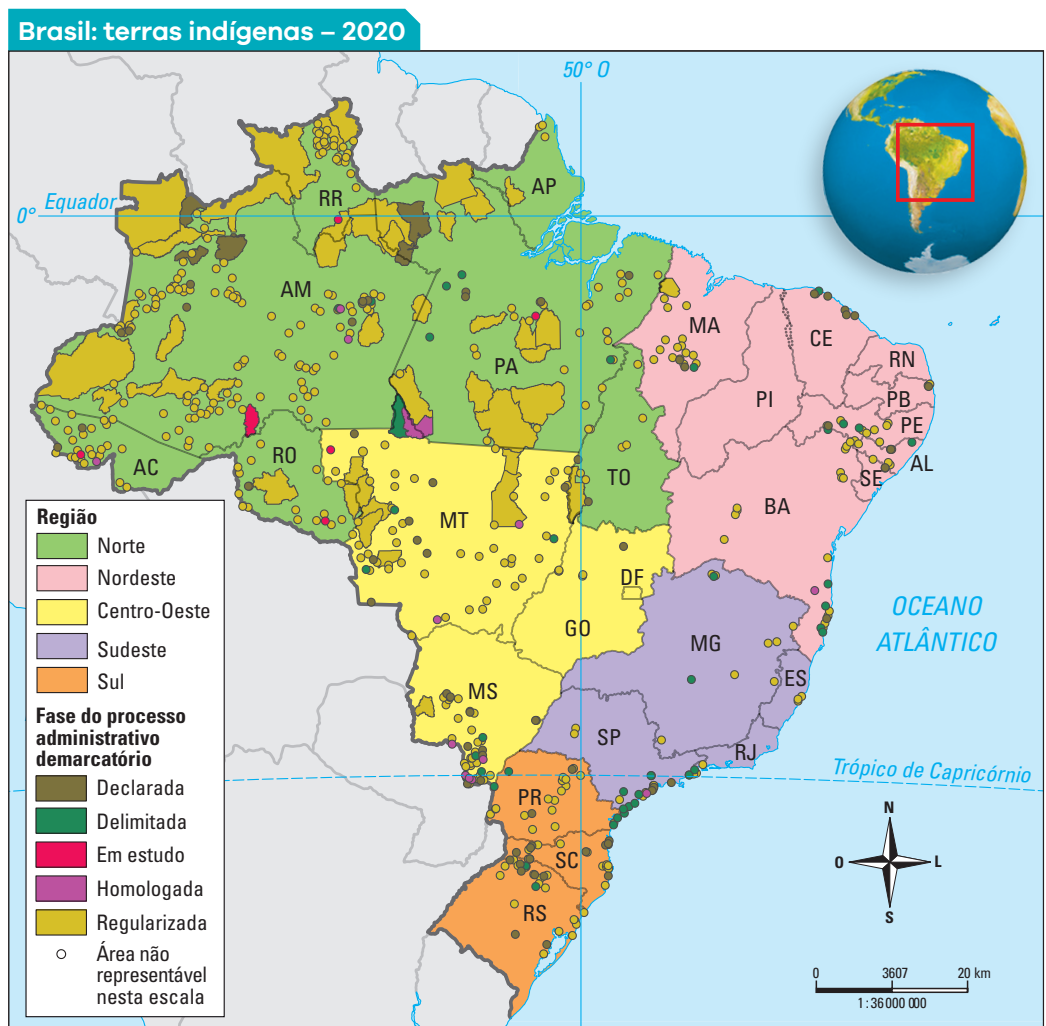 Brasil: terras indígenas – 2020
50° O
Equador
0°
RR
AP
AM
PA
MA
CE
RN
PB
PE
AL
SE
PI
AC
RO
TO
BA
MT
DF
GO
MG
ES
MS
SP
RJ
PR
SC
RS
OCEANO
ATLÂNTICO
Trópico de Capricórnio
Região
Norte
Nordeste
Centro-Oeste
Sudeste
Sul
Fase do processo
administrativo
demarcatório
Declarada
Delimitada
Em estudo
Homologada
Regularizada
Área não
representável
nesta escala
N
O
L
S
0 3607 20 km
1 : 36 000 000